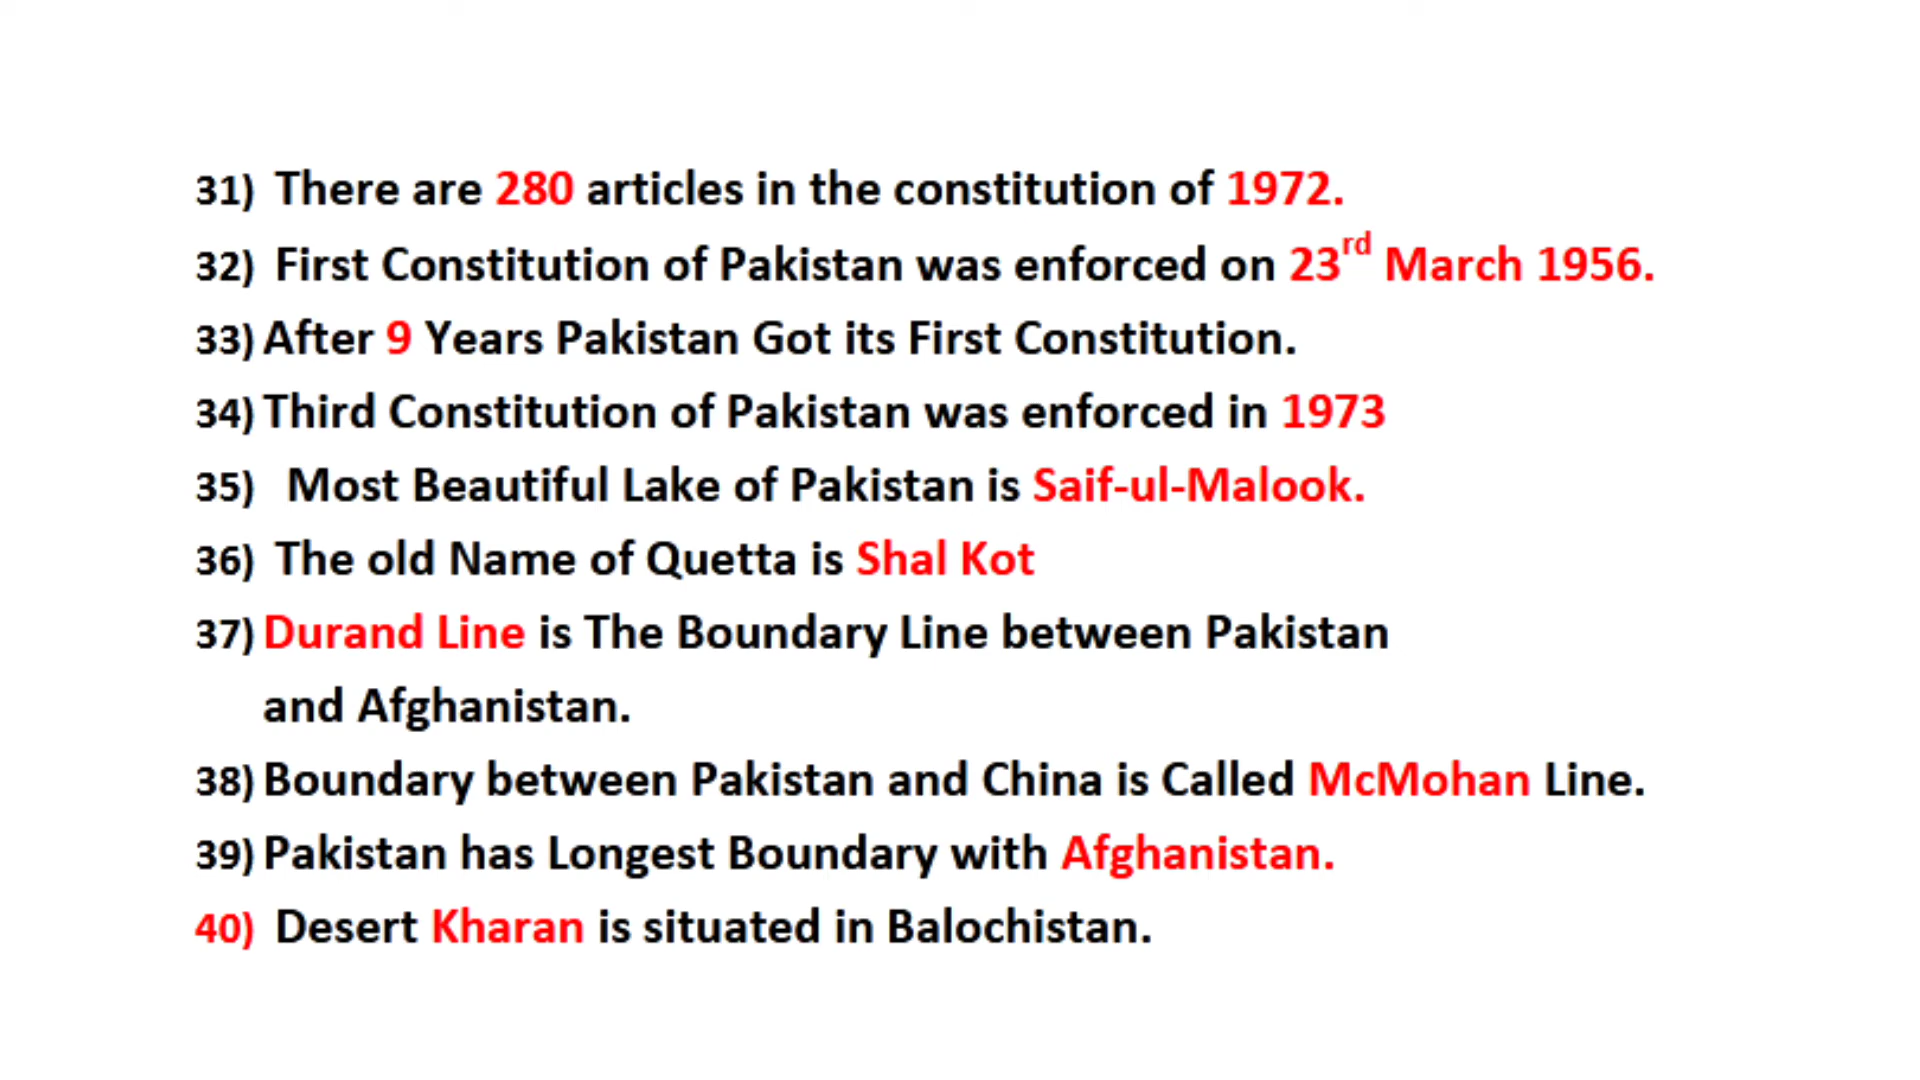 31) There are 280 articles in the constitution of 1972.
32) First Constitution of Pakistan was enforced on 23rd March 1956.
33) After 9 Years Pakistan Got its First Constitution.
34) Third Constitution of Pakistan was enforced in 1973
35) Most Beautiful Lake of Pakistan is Saif-ul-Malook.
36) The old Name of Quetta is Shal Kot
37) Durand Line is The Boundary Line between Pakistan
and Afghanistan.
38) Boundary between Pakistan and China is Called McMohan Line.
39) Pakistan has Longest Boundary with Afghanistan.
40) Desert Kharan is situated in Balochistan.